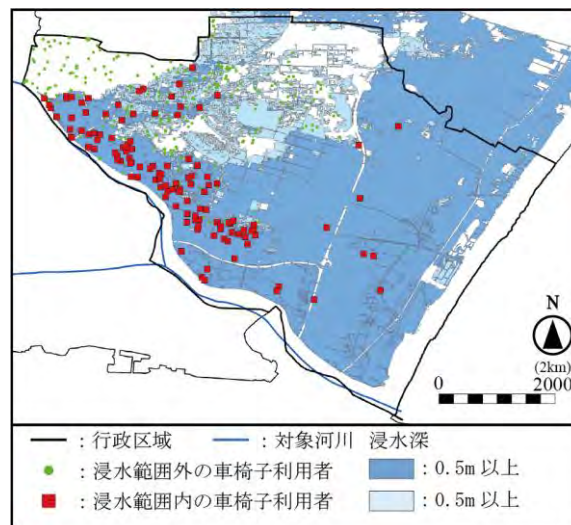 N
(2km)
0 2000
: 行政区域 : 対象河川 浸水深
: 浸水範囲外の車椅子利用者 : 0.5m 以上
: 浸水範囲内の車椅子利用者 : 0.5m 以上